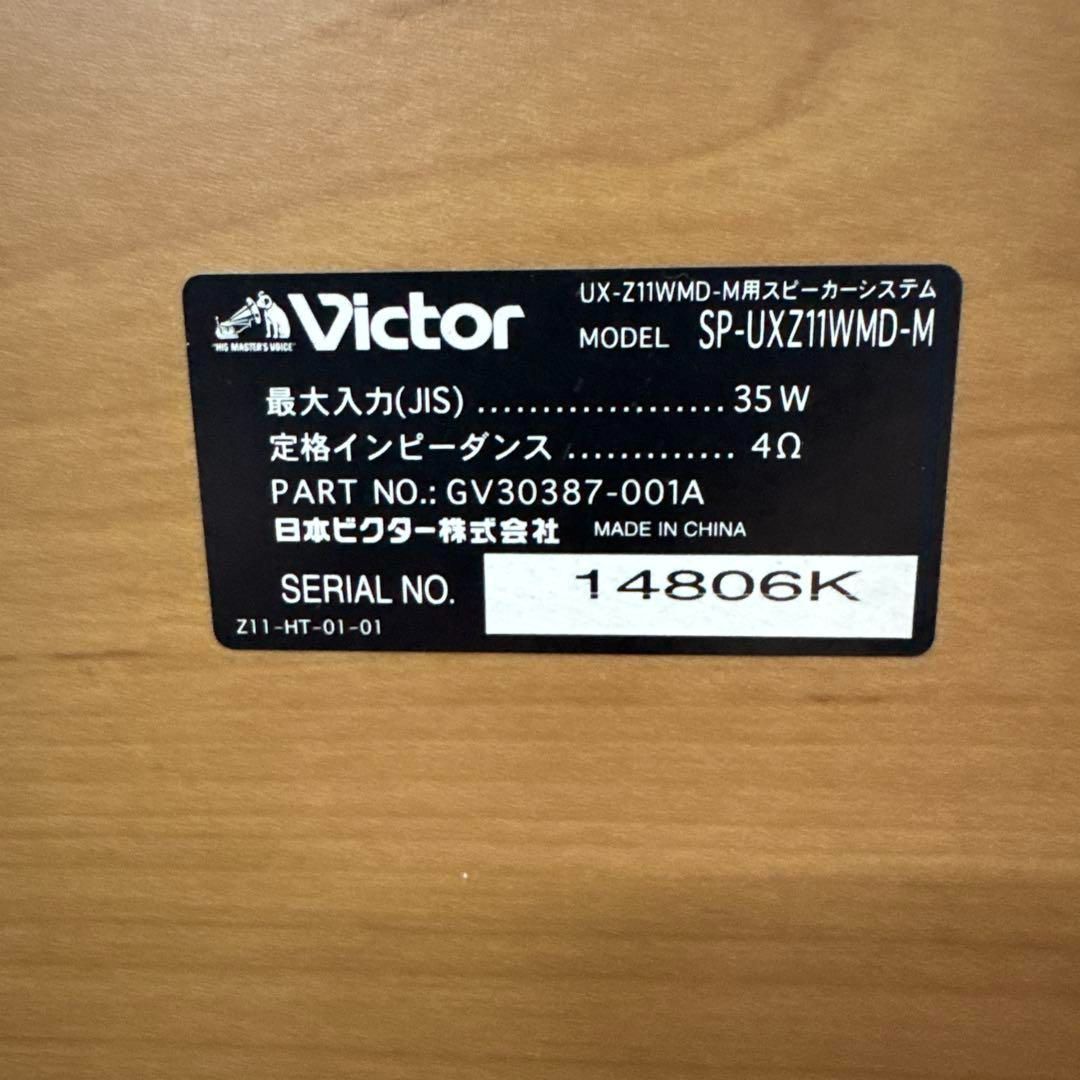 UX-Z11WMD-M用スピーカーシステム
Victor
"HIS MASTER'S VOICE"
MODEL SP-UXZ11WMD-M
最大入力(JIS) ................... 35W
定格インピーダンス ............. 4Ω
PART NO.: GV30387-001A
日本ビクター株式会社 MADE IN CHINA
SERIAL NO. 14806K
Z11-HT-01-01